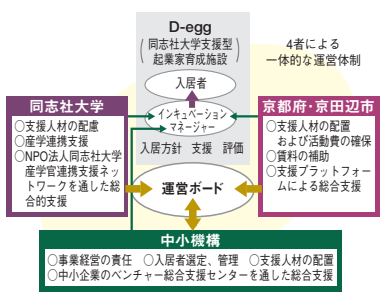 D-egg
同志社大学支援型
起業家育成施設
4者による
一体的な運営体制
入居者
インキュベーション
マネージャー
入居方針 支援 評価
運営ボード
同志社大学
○支援人材の配慮
○産学連携支援
○NPO法人同志社大学
産学官連携支援ネッ
トワークを通した総
合的支援
京都府・京田辺市
○支援人材の配置
および活動費の確保
○賃料の補助
○支援プラットフォー
ムによる総合支援
中小機構
○事業経営の責任 ○入居者選定、管理 ○支援人材の配置
○中小企業のベンチャー総合支援センターを通した総合支援